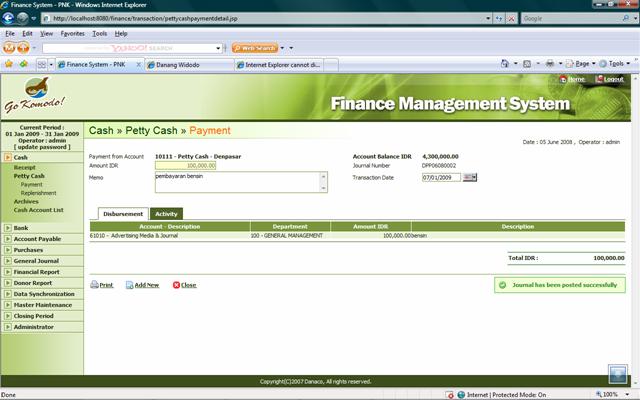 Finance System - PNK - Windows Internet Explorer
http://localhost:8080/finance/transaction/pettycashpaymentdetail.jsp
Google
File Edit View Favorites Tools Help
YAHOO! SEARCH
Web Search
Finance System - PNK
Danang Widodo
Internet Explorer cannot di...
Page
Tools
Go Komodo!
Home
Logout
Finance Management System
Current Period :
01 Jan 2009 - 31 Jan 2009
Operator : admin
[ update password ]
Cash
Receipt
Petty Cash
Payment
Replenishment
Archives
Cash Account List
Bank
Account Payable
Purchases
General Journal
Financial Report
Donor Report
Data Synchronization
Master Maintenance
Closing Period
Administrator
Cash » Petty Cash » Payment
Date : 05 June 2008 , Operator : admin
Payment from Account 10111 - Petty Cash - Denpasar Account Balance IDR 4,300,000.00
Amount IDR 100,000.00 Journal Number DPP06080002
Memo pembayaran bensin Transaction Date 07/01/2009
Disbursement Activity
Account - Description Department Amount IDR Description
61010 - Advertising Media & Journal 100 - GENERAL MANAGEMENT 100,000.00 bensin
Total IDR : 100,000.00
Print Add New Close
Journal has been posted successfully
Copyright(C)2007 Danaco, All rights reserved.
Done
Internet | Protected Mode: On
100%